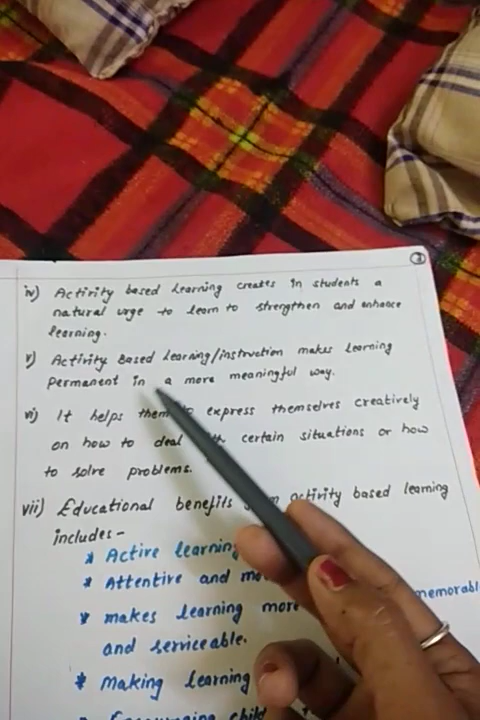 ③
iv) Activity based learning creates in students a
natural urge to learn to strengthen and enhance
learning.
v) Activity Based Learning/instruction makes learning
permanent in a more meaningful way.
vi) It helps them express themselves creatively
on how to deal certain situations or how
to solve problems.
vii) Educational benefits activity based learning
includes-
* Active learning
* Attentive and memorabl
* makes learning more
and serviceable.
* Making learning